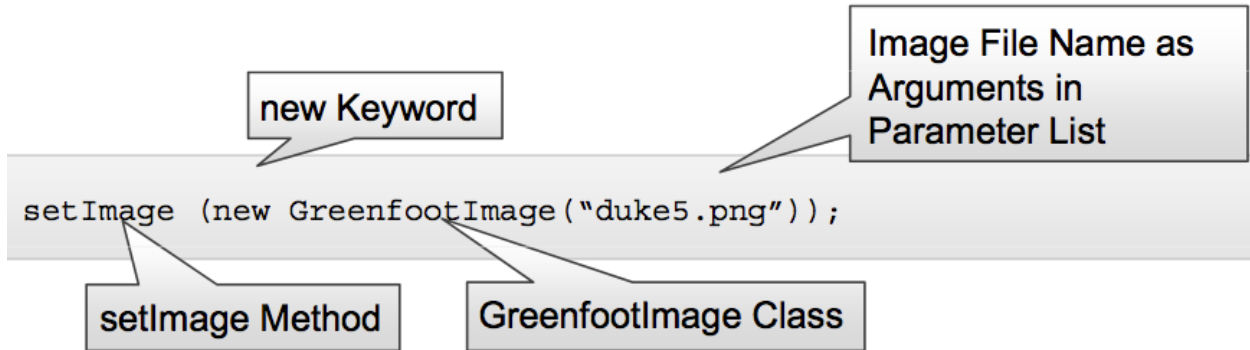 Image File Name as
Arguments in
Parameter List
new Keyword
setImage (new GreenfootImage(“duke5.png”));
setImage Method
GreenfootImage Class